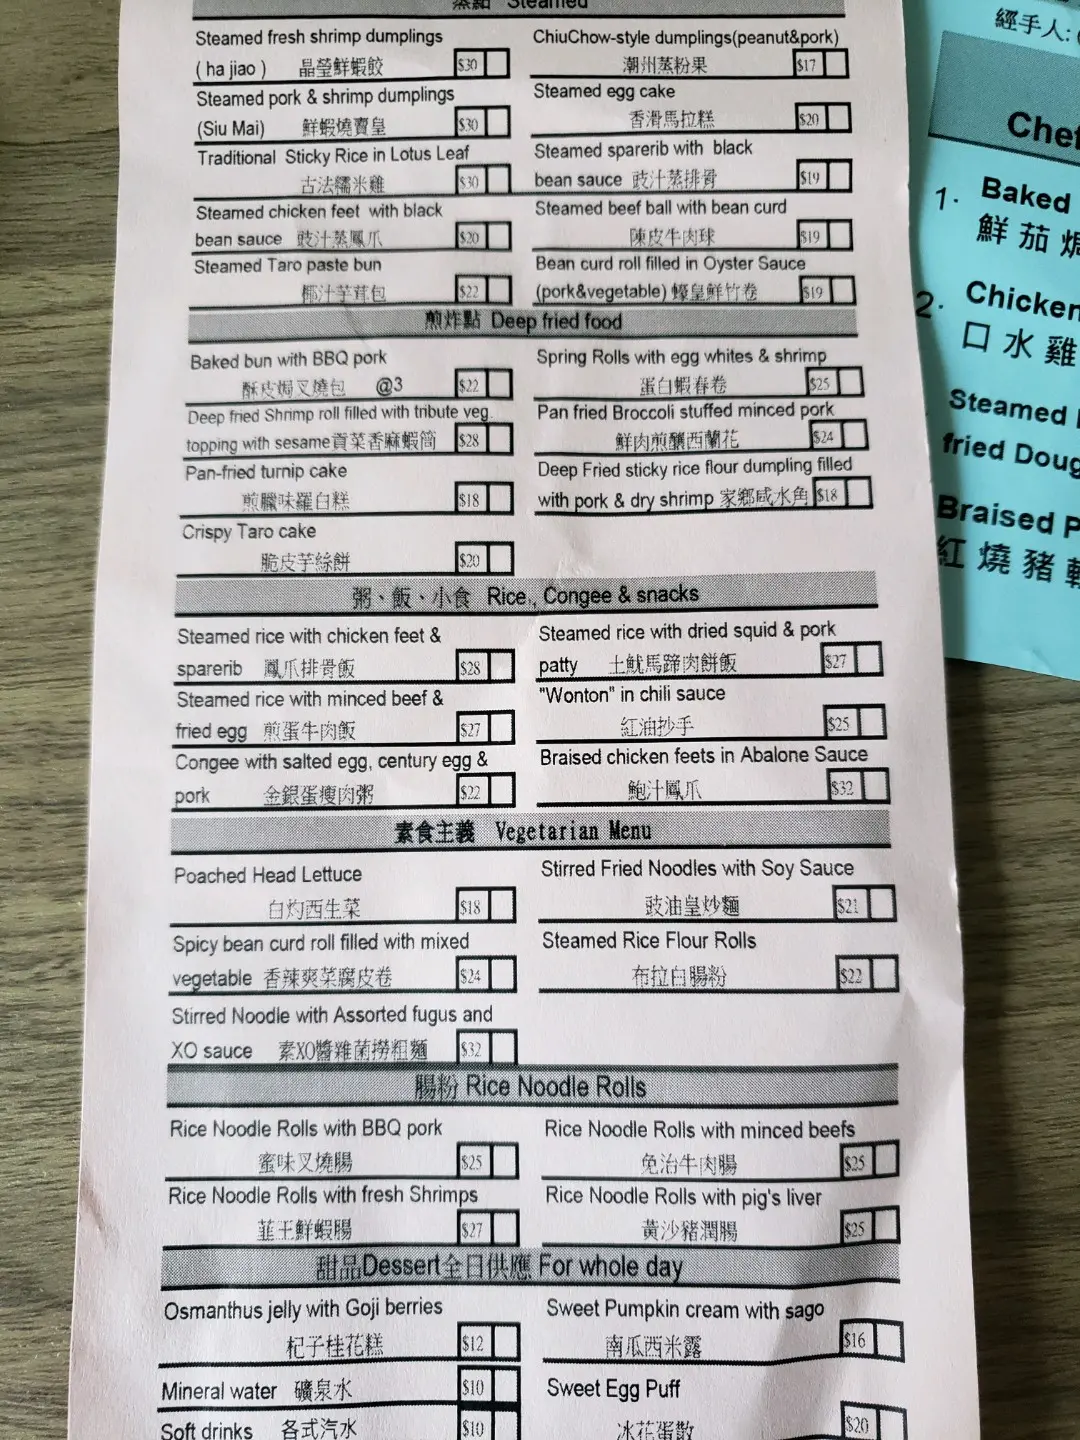 蒸點 Steamed
Steamed fresh shrimp dumplings
( ha jiao ) 晶瑩鮮蝦餃 $30
ChiuChow-style dumplings(peanut&pork)
潮州蒸粉果 $17
Steamed pork & shrimp dumplings
(Siu Mai) 鮮蝦燒賣皇 $30
Steamed egg cake
香滑馬拉糕 $20
Traditional Sticky Rice in Lotus Leaf
古法糯米雞 $30
Steamed sparerib with black
bean sauce 豉汁蒸排骨 $19
Steamed chicken feet with black
bean sauce 豉汁蒸鳳爪 $20
Steamed beef ball with bean curd
陳皮牛肉球 $19
Steamed Taro paste bun
椰汁芋茸包 $22
Bean curd roll filled in Oyster Sauce
(pork&vegetable) 蠔皇鮮竹卷 $19
煎炸點 Deep fried food
Baked bun with BBQ pork
酥皮焗叉燒包 @3 $22
Spring Rolls with egg whites & shrimp
蛋白蝦春卷 $25
Deep fried Shrimp roll filled with tribute veg.
topping with sesame貢菜香麻蝦筒 $28
Pan fried Broccoli stuffed minced pork
鮮肉煎釀西蘭花 $24
Pan-fried turnip cake
煎臘味羅白糕 $18
Deep Fried sticky rice flour dumpling filled
with pork & dry shrimp 家鄉咸水角 $18
Crispy Taro cake
脆皮芋絲餅 $20
粥、飯、小食 Rice, Congee & snacks
Steamed rice with chicken feet &
sparerib 鳳爪排骨飯 $28
Steamed rice with dried squid & pork
patty 土魷馬蹄肉餅飯 $27
Steamed rice with minced beef &
fried egg 煎蛋牛肉飯 $27
"Wonton" in chili sauce
紅油抄手 $25
Congee with salted egg, century egg &
pork 金銀蛋瘦肉粥 $22
Braised chicken feets in Abalone Sauce
鮑汁鳳爪 $32
素食主義 Vegetarian Menu
Poached Head Lettuce
白灼西生菜 $18
Stirred Fried Noodles with Soy Sauce
豉油皇炒麵 $21
Spicy bean curd roll filled with mixed
vegetable 香辣爽菜腐皮卷 $24
Steamed Rice Flour Rolls
布拉白腸粉 $22
Stirred Noodle with Assorted fugus and
XO sauce 素XO醬雜菌撈粗麵 $32
腸粉 Rice Noodle Rolls
Rice Noodle Rolls with BBQ pork
蜜味叉燒腸 $25
Rice Noodle Rolls with minced beefs
免治牛肉腸 $25
Rice Noodle Rolls with fresh Shrimps
韮王鮮蝦腸 $27
Rice Noodle Rolls with pig's liver
黃沙豬潤腸 $25
甜品Dessert全日供應 For whole day
Osmanthus jelly with Goji berries
杞子桂花糕 $12
Sweet Pumpkin cream with sago
南瓜西米露 $16
Mineral water 礦泉水 $10
Sweet Egg Puff
冰花蛋散 $20
Soft drinks 各式汽水 $10
經手人:
Chef
1. Baked
鮮茄焗
2. Chicken
口水雞
Steamed
fried Doug
Braised P
紅燒豬